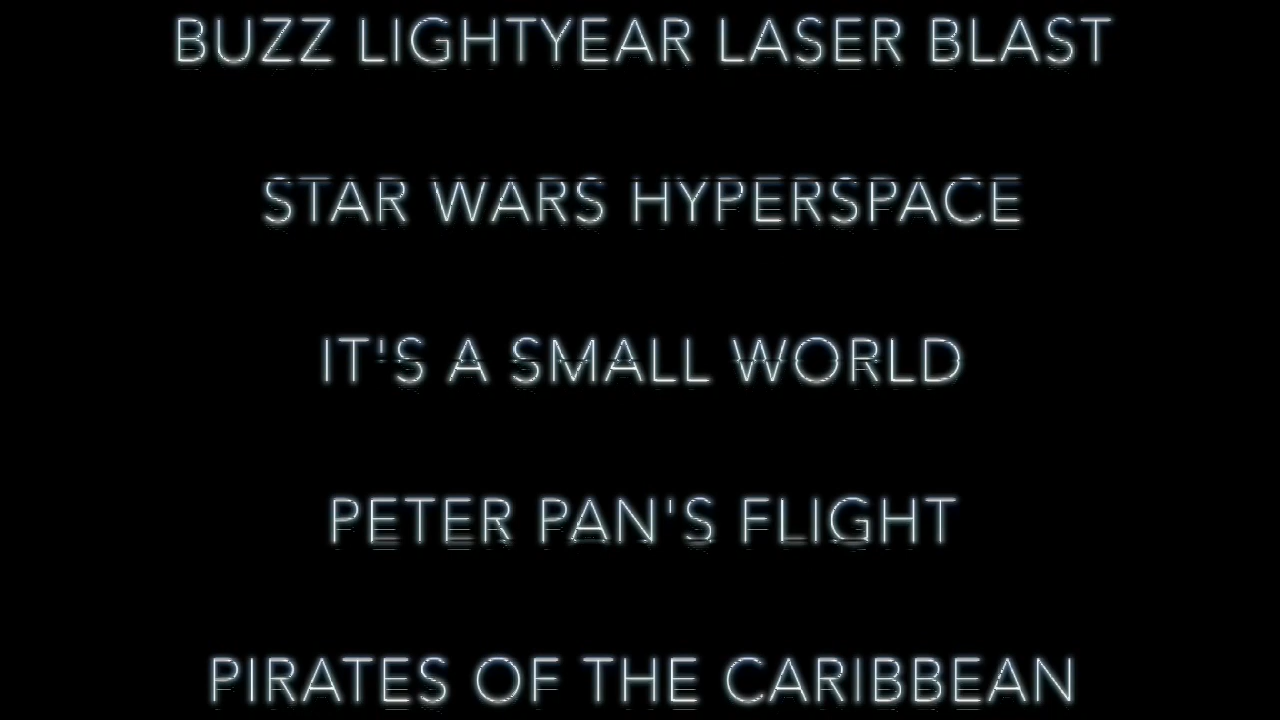 BUZZ LIGHTYEAR LASER BLAST
STAR WARS HYPERSPACE
IT'S A SMALL WORLD
PETER PAN'S FLIGHT
PIRATES OF THE CARIBBEAN